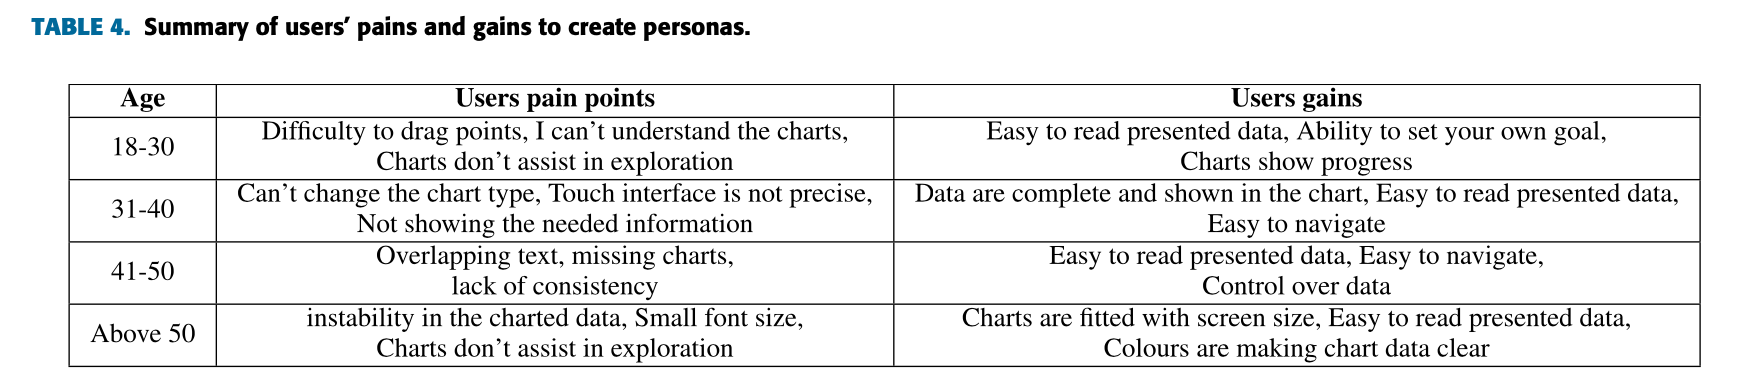 TABLE 4. Summary of users' pains and gains to create personas.
Age Users pain points Users gains
18-30 Difficulty to drag points, I can't understand the charts, Charts don't assist in exploration Easy to read presented data, Ability to set your own goal, Charts show progress
31-40 Can't change the chart type, Touch interface is not precise, Not showing the needed information Data are complete and shown in the chart, Easy to read presented data, Easy to navigate
41-50 Overlapping text, missing charts, lack of consistency Easy to read presented data, Easy to navigate, Control over data
Above 50 instability in the charted data, Small font size, Charts don't assist in exploration Charts are fitted with screen size, Easy to read presented data, Colours are making chart data clear